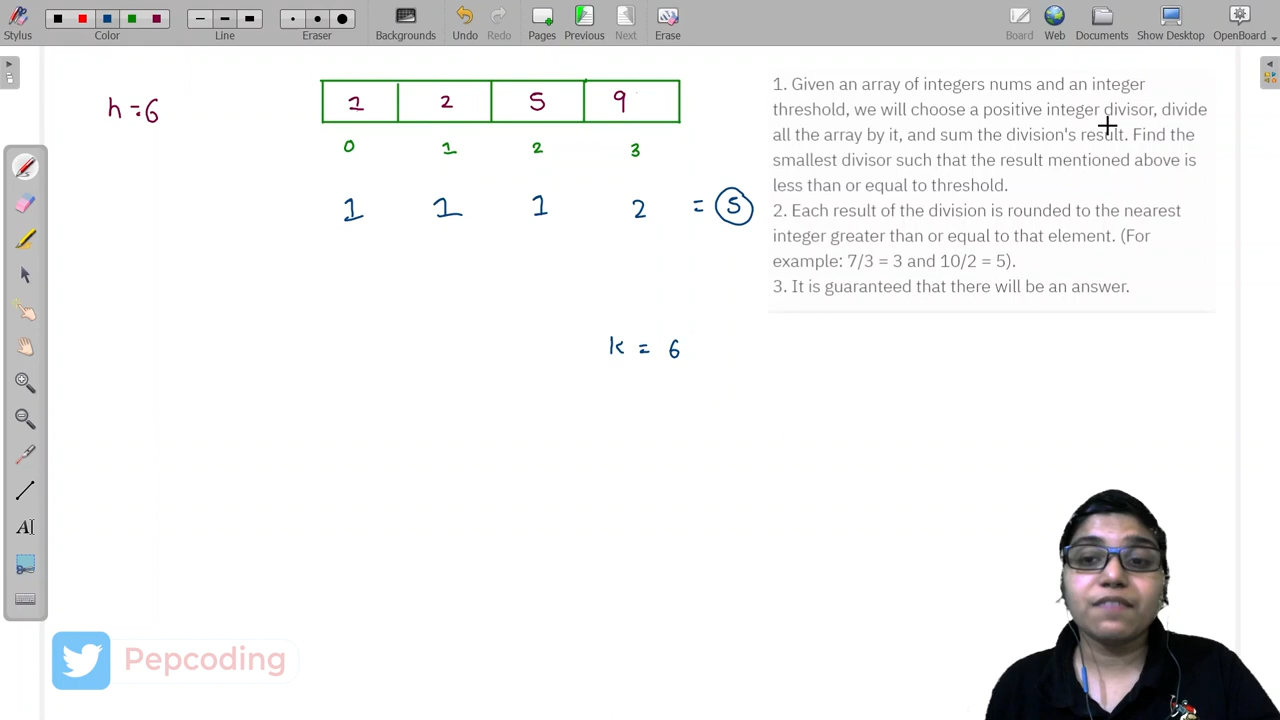 Stylus
Color
Line
Eraser
Backgrounds
Undo
Redo
Pages
Previous
Next
Erase
Board
Web
Documents
Show Desktop
OpenBoard
h = 6
1 2 5 9
0 1 2 3
1 1 1 2 = 5
k = 6
1. Given an array of integers nums and an integer
threshold, we will choose a positive integer divisor, divide
all the array by it, and sum the division's result. Find the
smallest divisor such that the result mentioned above is
less than or equal to threshold.
2. Each result of the division is rounded to the nearest
integer greater than or equal to that element. (For
example: 7/3 = 3 and 10/2 = 5).
3. It is guaranteed that there will be an answer.
AI
Pepcoding